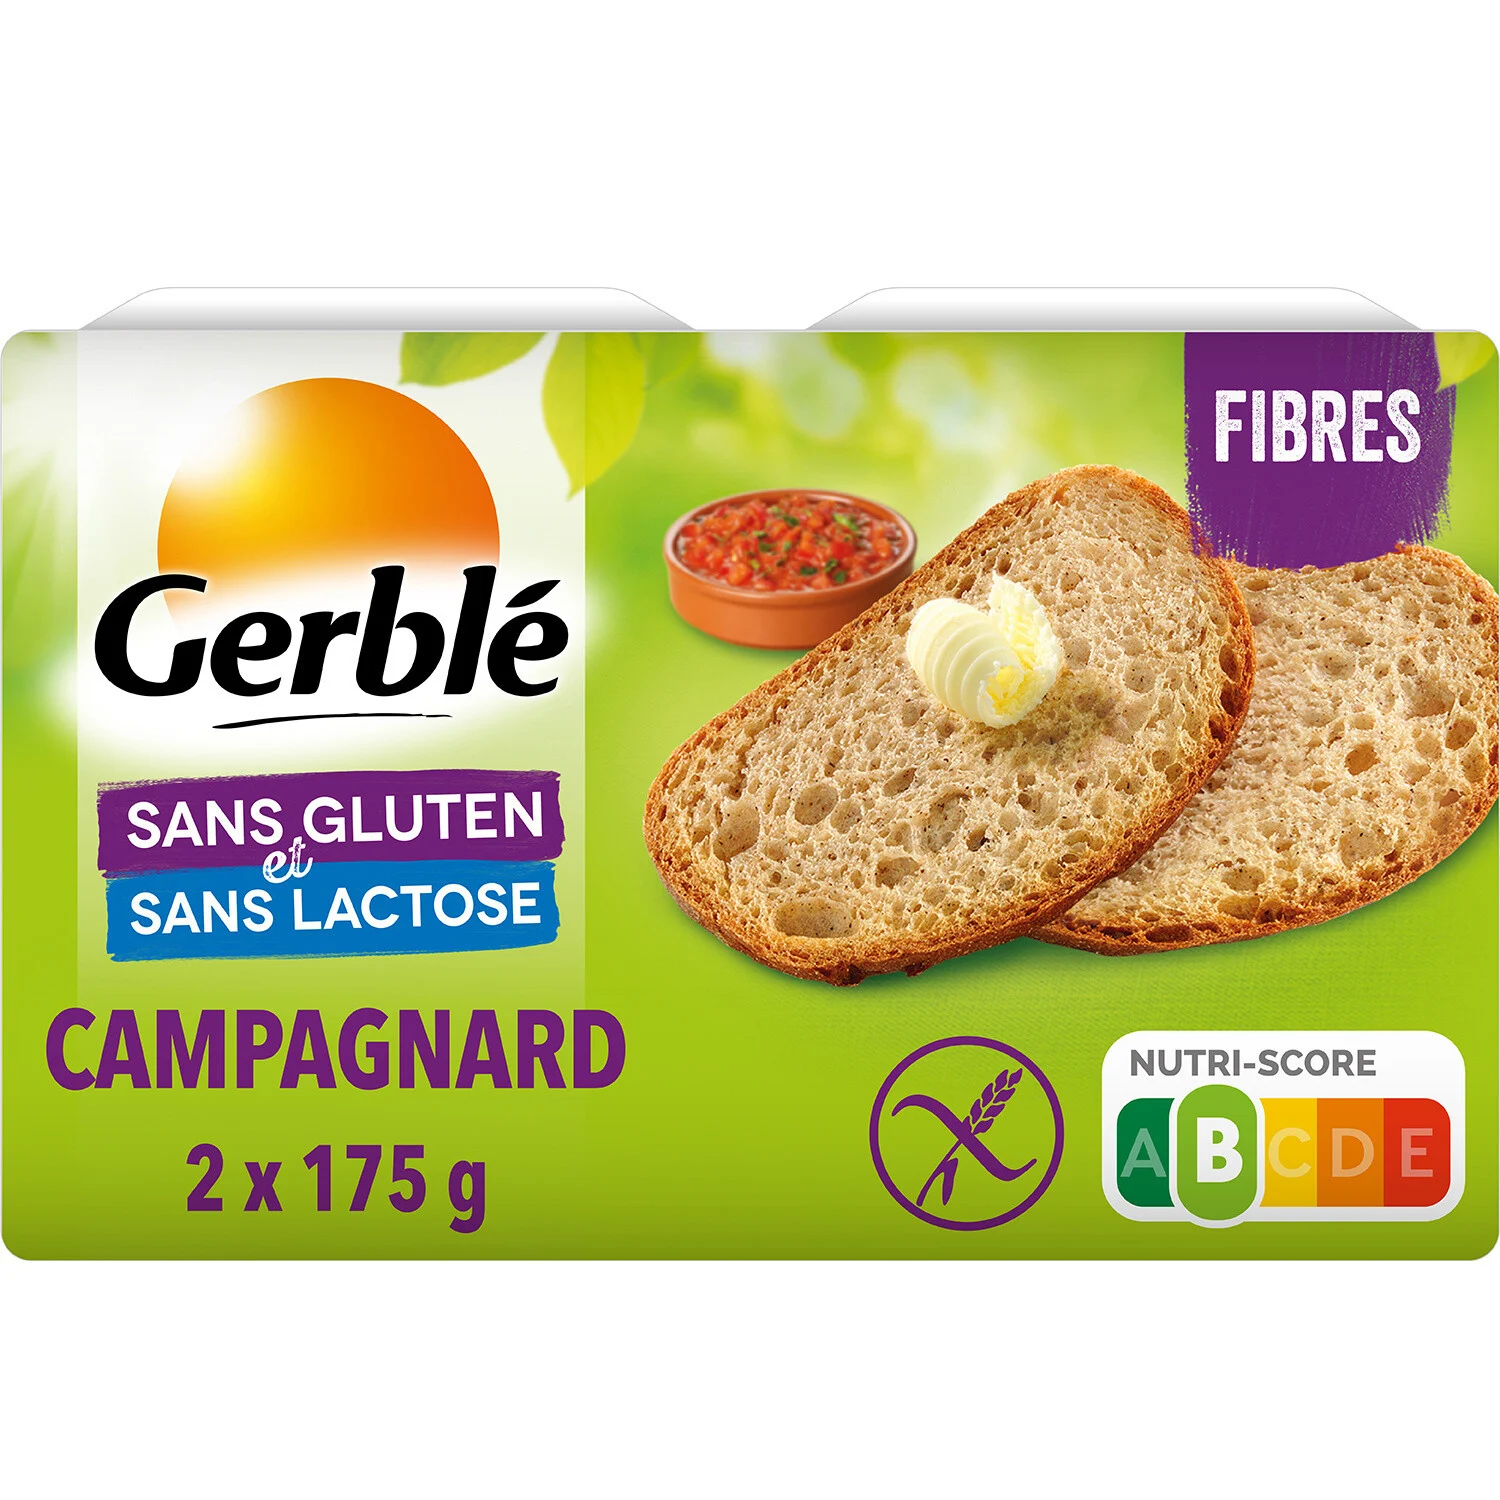 Gerblé
SANS GLUTEN
et
SANS LACTOSE
CAMPAGNARD
2 x 175 g
FIBRES
NUTRI-SCORE
A B C D E